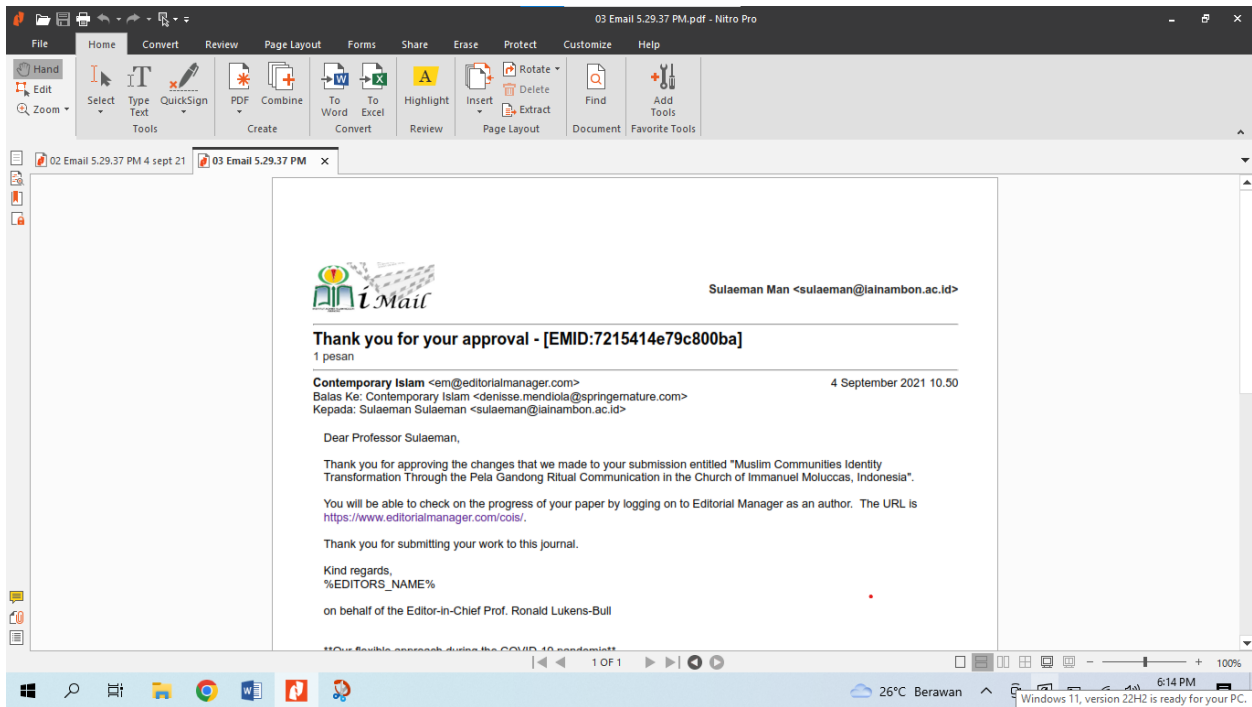 03 Email 5.29.37 PM.pdf - Nitro Pro
File Home Convert Review Page Layout Forms Share Erase Protect Customize Help
Hand
Edit
Zoom
Select
Type Text
QuickSign
PDF
Combine
To Word
To Excel
Highlight
Insert
Rotate
Delete
Extract
Find
Add Tools
Tools Create Convert Review Page Layout Document Favorite Tools
02 Email 5.29.37 PM 4 sept 21 03 Email 5.29.37 PM
i Mail
Sulaeman Man <sulaeman@iainambon.ac.id>
Thank you for your approval - [EMID:7215414e79c800ba]
1 pesan
Contemporary Islam <em@editorialmanager.com> 4 September 2021 10.50
Balas Ke: Contemporary Islam <denisse.mendiola@springernature.com>
Kepada: Sulaeman Sulaeman <sulaeman@iainambon.ac.id>
Dear Professor Sulaeman,
Thank you for approving the changes that we made to your submission entitled "Muslim Communities Identity
Transformation Through the Pela Gandong Ritual Communication in the Church of Immanuel Moluccas, Indonesia".
You will be able to check on the progress of your paper by logging on to Editorial Manager as an author. The URL is
https://www.editorialmanager.com/cois/.
Thank you for submitting your work to this journal.
Kind regards,
%EDITORS_NAME%
on behalf of the Editor-in-Chief Prof. Ronald Lukens-Bull
**Our flexible approach during the COVID-19 pandemic**
1 OF 1
100%
26°C Berawan
6:14 PM
Windows 11, version 22H2 is ready for your PC.